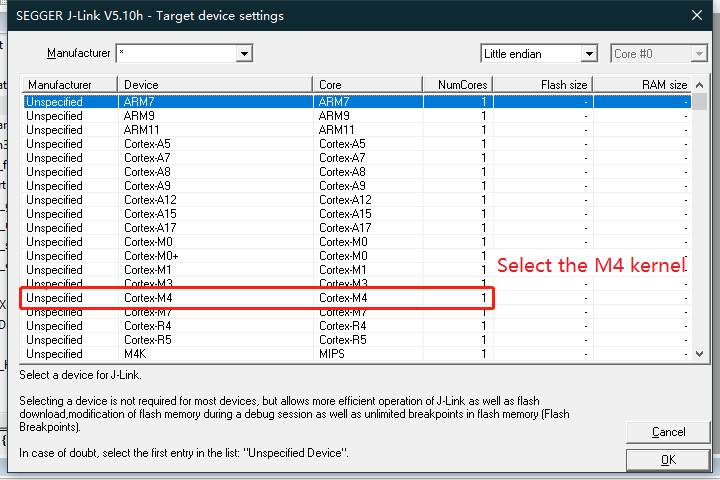 SEGGER J-Link V5.10h - Target device settings
Manufacturer * Little endian Core #0
Manufacturer Device Core NumCores Flash size RAM size
Unspecified ARM7 ARM7 1 - -
Unspecified ARM9 ARM9 1 - -
Unspecified ARM11 ARM11 1 - -
Unspecified Cortex-A5 Cortex-A5 1 - -
Unspecified Cortex-A7 Cortex-A7 1 - -
Unspecified Cortex-A8 Cortex-A8 1 - -
Unspecified Cortex-A9 Cortex-A9 1 - -
Unspecified Cortex-A12 Cortex-A12 1 - -
Unspecified Cortex-A15 Cortex-A15 1 - -
Unspecified Cortex-A17 Cortex-A17 1 - -
Unspecified Cortex-M0 Cortex-M0 1 - -
Unspecified Cortex-M0+ Cortex-M0 1 - -
Unspecified Cortex-M1 Cortex-M1 1 - -
Select the M4 kernel
Unspecified Cortex-M3 Cortex-M3 1 - -
Unspecified Cortex-M4 Cortex-M4 1 - -
Unspecified Cortex-M7 Cortex-M7 1 - -
Unspecified Cortex-R4 Cortex-R4 1 - -
Unspecified Cortex-R5 Cortex-R5 1 - -
Unspecified M4K MIPS 1 - -
Select a device for J-Link.
Selecting a device is not required for most devices, but allows more efficient operation of J-Link as well as flash
download,modification of flash memory during a debug session as well as unlimited breakpoints in flash memory (Flash
Breakpoints).
In case of doubt, select the first entry in the list: "Unspecified Device".
Cancel
OK